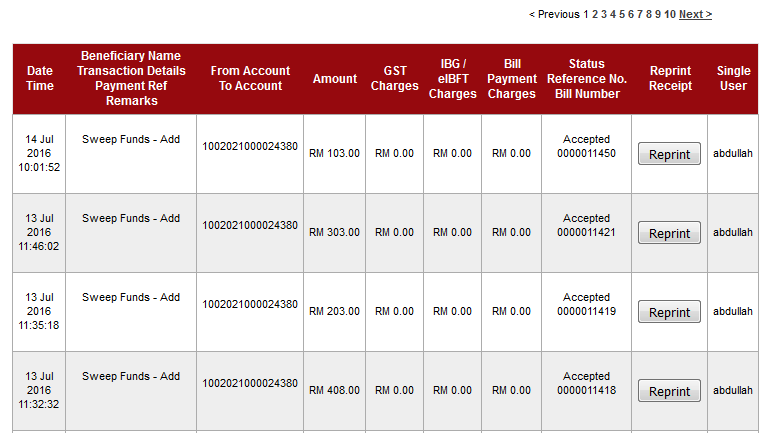 < Previous 1 2 3 4 5 6 7 8 9 10 Next >
Date Time
Beneficiary Name Transaction Details Payment Ref Remarks
From Account To Account
Amount
GST Charges
IBG / eIBFT Charges
Bill Payment Charges
Status Reference No. Bill Number
Reprint Receipt
Single User
14 Jul 2016 10:01:52
Sweep Funds - Add
1002021000024380
RM 103.00
RM 0.00
RM 0.00
RM 0.00
Accepted 0000011450
Reprint
abdullah
13 Jul 2016 11:46:02
Sweep Funds - Add
1002021000024380
RM 303.00
RM 0.00
RM 0.00
RM 0.00
Accepted 0000011421
Reprint
abdullah
13 Jul 2016 11:35:18
Sweep Funds - Add
1002021000024380
RM 203.00
RM 0.00
RM 0.00
RM 0.00
Accepted 0000011419
Reprint
abdullah
13 Jul 2016 11:32:32
Sweep Funds - Add
1002021000024380
RM 408.00
RM 0.00
RM 0.00
RM 0.00
Accepted 0000011418
Reprint
abdullah